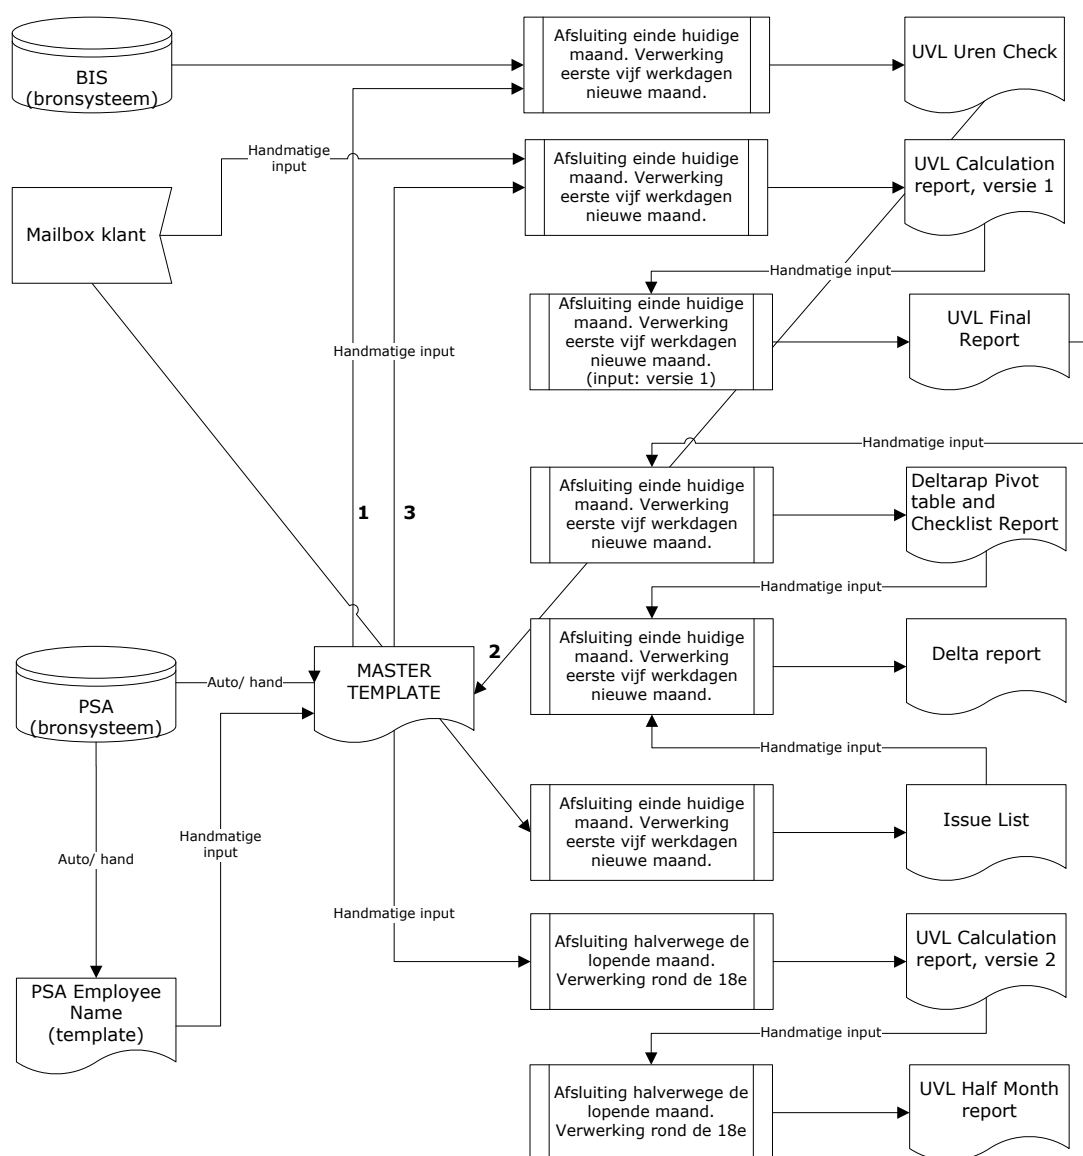 BIS
(bronsysteem)
Afsluiting einde huidige
maand. Verwerking
eerste vijf werkdagen
nieuwe maand.
UVL Uren Check
Handmatige
input
Mailbox klant
Afsluiting einde huidige
maand. Verwerking
eerste vijf werkdagen
nieuwe maand.
UVL Calculation
report, versie 1
Handmatige input
Handmatige input
Afsluiting einde huidige
maand. Verwerking
eerste vijf werkdagen
nieuwe maand.
(input: versie 1)
UVL Final
Report
Handmatige input
1
3
Afsluiting einde huidige
maand. Verwerking
eerste vijf werkdagen
nieuwe maand.
Deltarap Pivot
table and
Checklist Report
Handmatige input
2
PSA
(bronsysteem)
Auto/ hand
MASTER
TEMPLATE
Afsluiting einde huidige
maand. Verwerking
eerste vijf werkdagen
nieuwe maand.
Delta report
Handmatige input
Afsluiting einde huidige
maand. Verwerking
eerste vijf werkdagen
nieuwe maand.
Issue List
Auto/ hand
Handmatige
input
Handmatige input
PSA Employee
Name
(template)
Afsluiting halverwege de
lopende maand.
Verwerking rond de 18e
UVL Calculation
report, versie 2
Handmatige input
Afsluiting halverwege de
lopende maand.
Verwerking rond de 18e
UVL Half Month
report